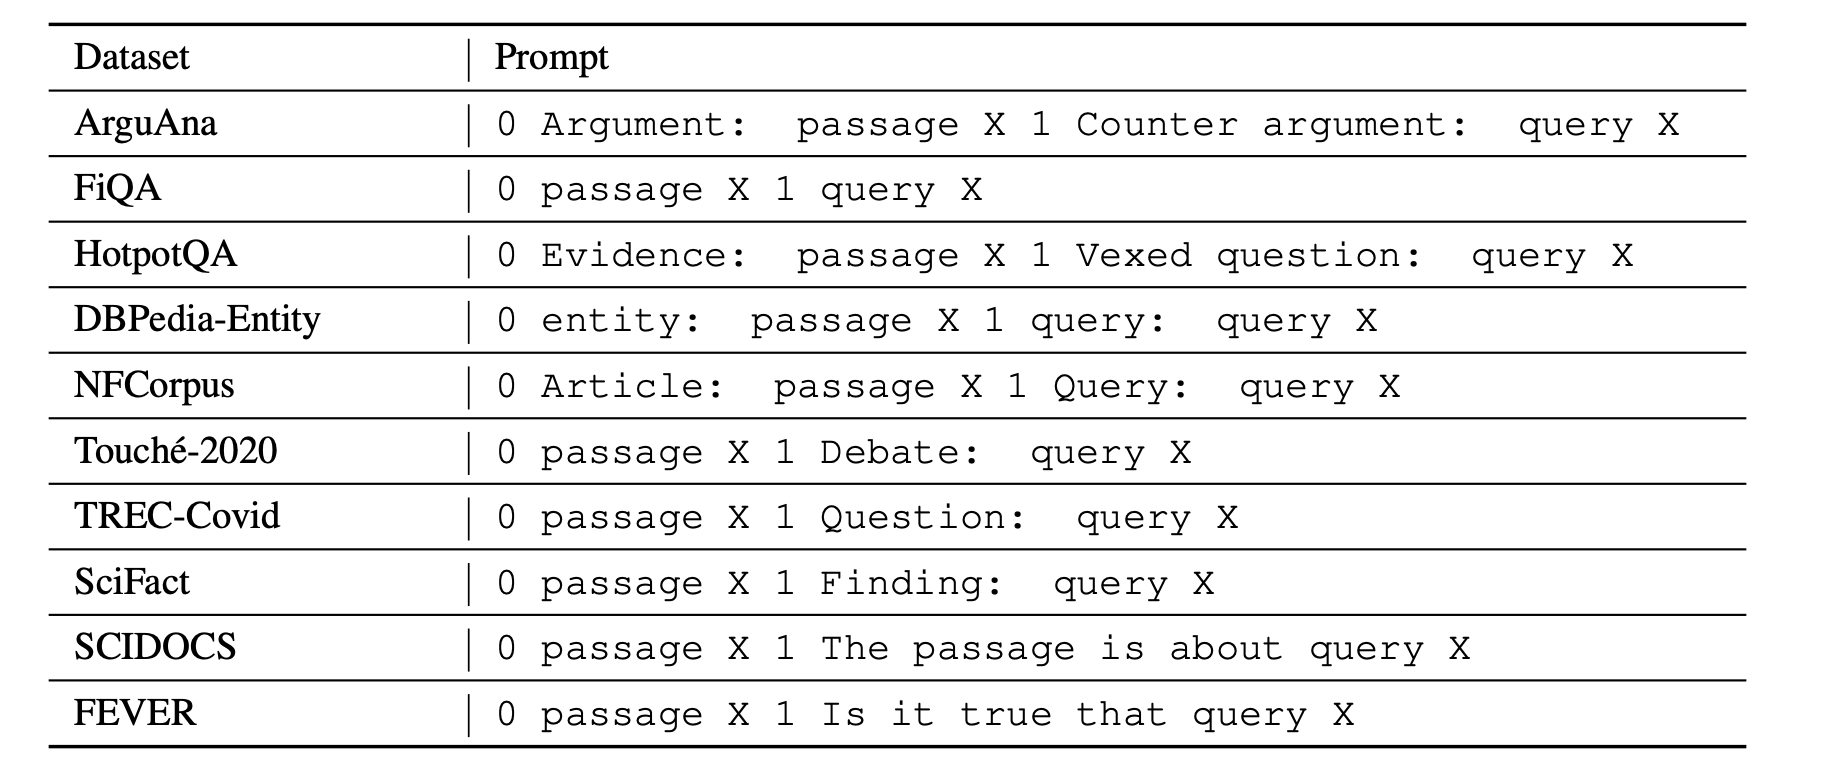 Dataset | Prompt
ArguAna | 0 Argument: passage X 1 Counter argument: query X
FiQA | 0 passage X 1 query X
HotpotQA | 0 Evidence: passage X 1 Vexed question: query X
DBPedia-Entity | 0 entity: passage X 1 query: query X
NFCorpus | 0 Article: passage X 1 Query: query X
Touché-2020 | 0 passage X 1 Debate: query X
TREC-Covid | 0 passage X 1 Question: query X
SciFact | 0 passage X 1 Finding: query X
SCIDOCS | 0 passage X 1 The passage is about query X
FEVER | 0 passage X 1 Is it true that query X